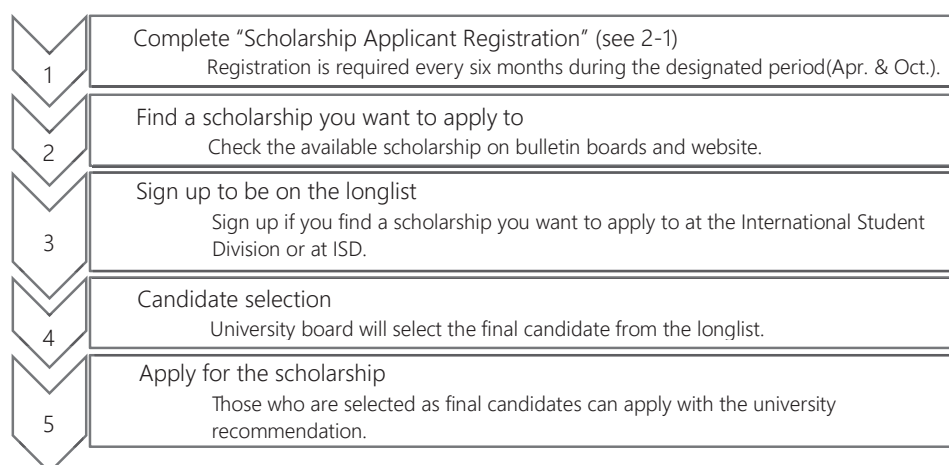 1
Complete “Scholarship Applicant Registration” (see 2-1)
Registration is required every six months during the designated period(Apr. & Oct.).
2
Find a scholarship you want to apply to
Check the available scholarship on bulletin boards and website.
3
Sign up to be on the longlist
Sign up if you find a scholarship you want to apply to at the International Student
Division or at ISD.
4
Candidate selection
University board will select the final candidate from the longlist.
5
Apply for the scholarship
Those who are selected as final candidates can apply with the university
recommendation.